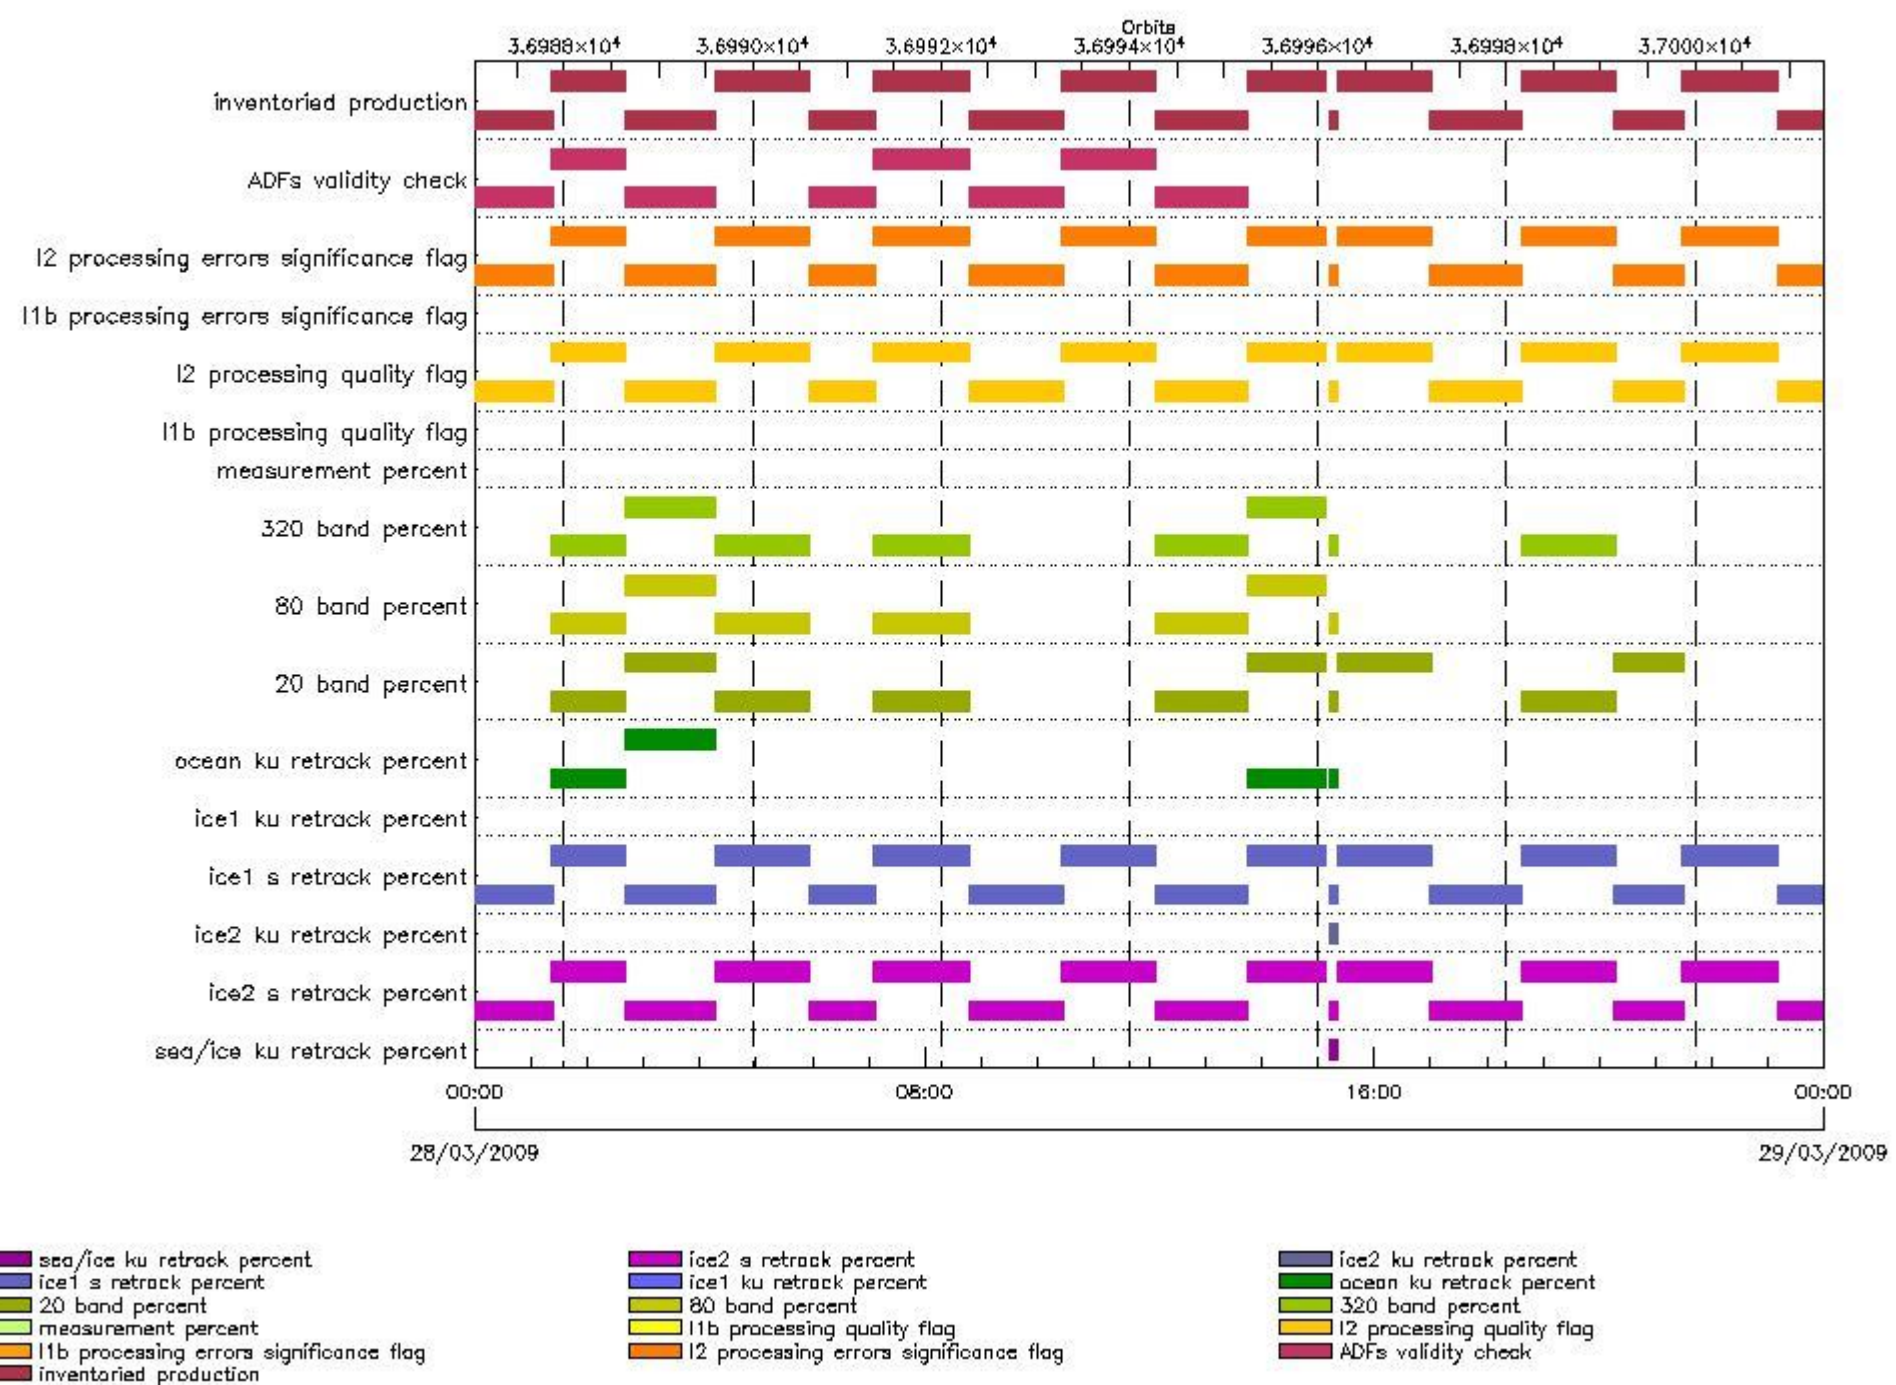 Orbits
3.6988×10⁴ 3.6990×10⁴ 3.6992×10⁴ 3.6994×10⁴ 3.6996×10⁴ 3.6998×10⁴ 3.7000×10⁴
inventoried production
ADFs validity check
l2 processing errors significance flag
l1b processing errors significance flag
l2 processing quality flag
l1b processing quality flag
measurement percent
320 band percent
80 band percent
20 band percent
ocean ku retrack percent
ice1 ku retrack percent
ice1 s retrack percent
ice2 ku retrack percent
ice2 s retrack percent
sea/ice ku retrack percent
00:00 08:00 16:00 00:00
28/03/2009 29/03/2009
sea/ice ku retrack percent ice2 s retrack percent ice2 ku retrack percent
ice1 s retrack percent ice1 ku retrack percent ocean ku retrack percent
20 band percent 80 band percent 320 band percent
measurement percent l1b processing quality flag l2 processing quality flag
l1b processing errors significance flag l2 processing errors significance flag ADFs validity check
inventoried production